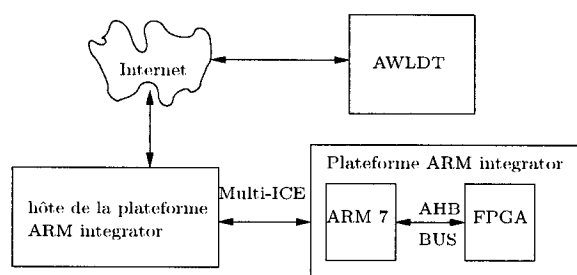 Internet
AWLDT
Plateforme ARM integrator
hôte de la plateforme
ARM integrator
Multi-ICE
ARM 7
AHB
BUS
FPGA